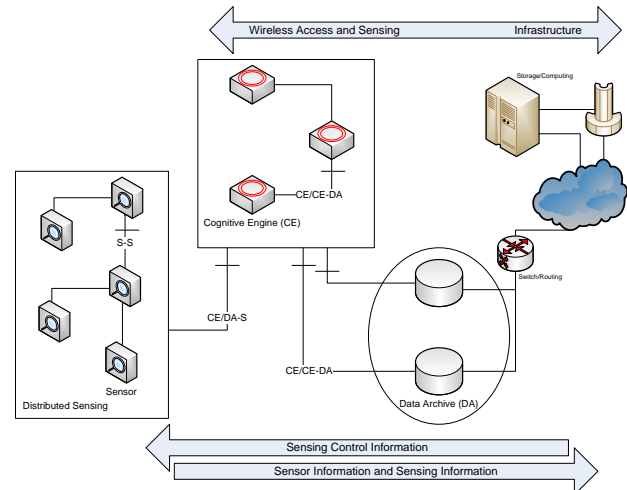 Wireless Access and Sensing
Infrastructure
Storage/Computing
CE/CE-DA
Cognitive Engine (CE)
S-S
Switch/Routing
CE/DA-S
CE/CE-DA
Sensor
Distributed Sensing
Data Archive (DA)
Sensing Control Information
Sensor Information and Sensing Information